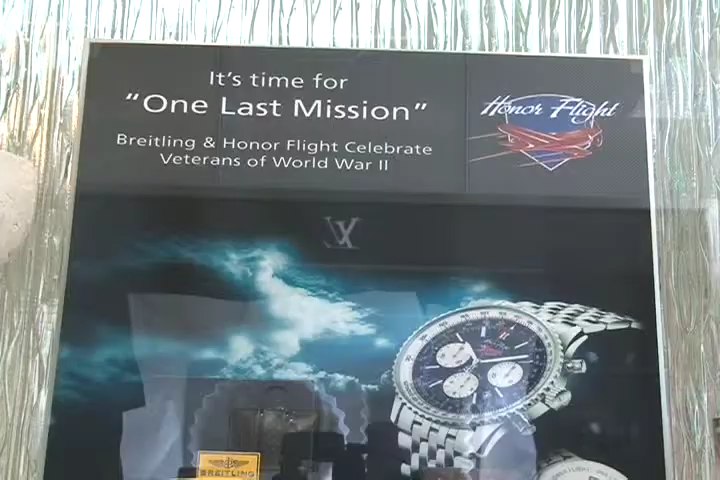 It's time for
"One Last Mission"
Breitling & Honor Flight Celebrate
Veterans of World War II
Honor Flight
BREITLING